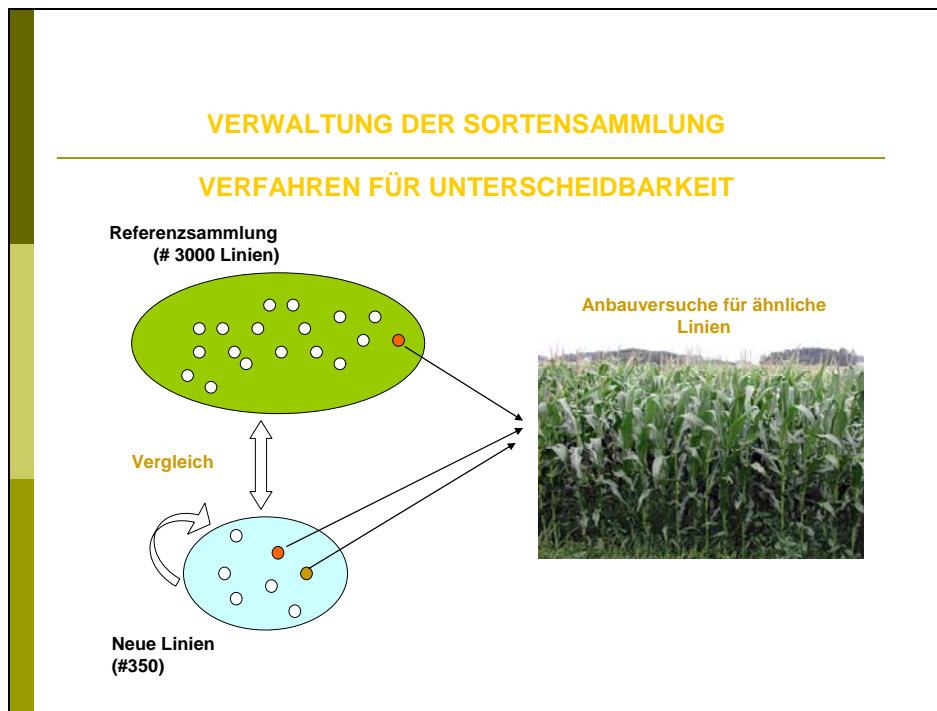 VERWALTUNG DER SORTENSAMMLUNG
VERFAHREN FÜR UNTERSCHEIDBARKEIT
Referenzsammlung
(# 3000 Linien)
Anbauversuche für ähnliche
Linien
Vergleich
Neue Linien
(#350)